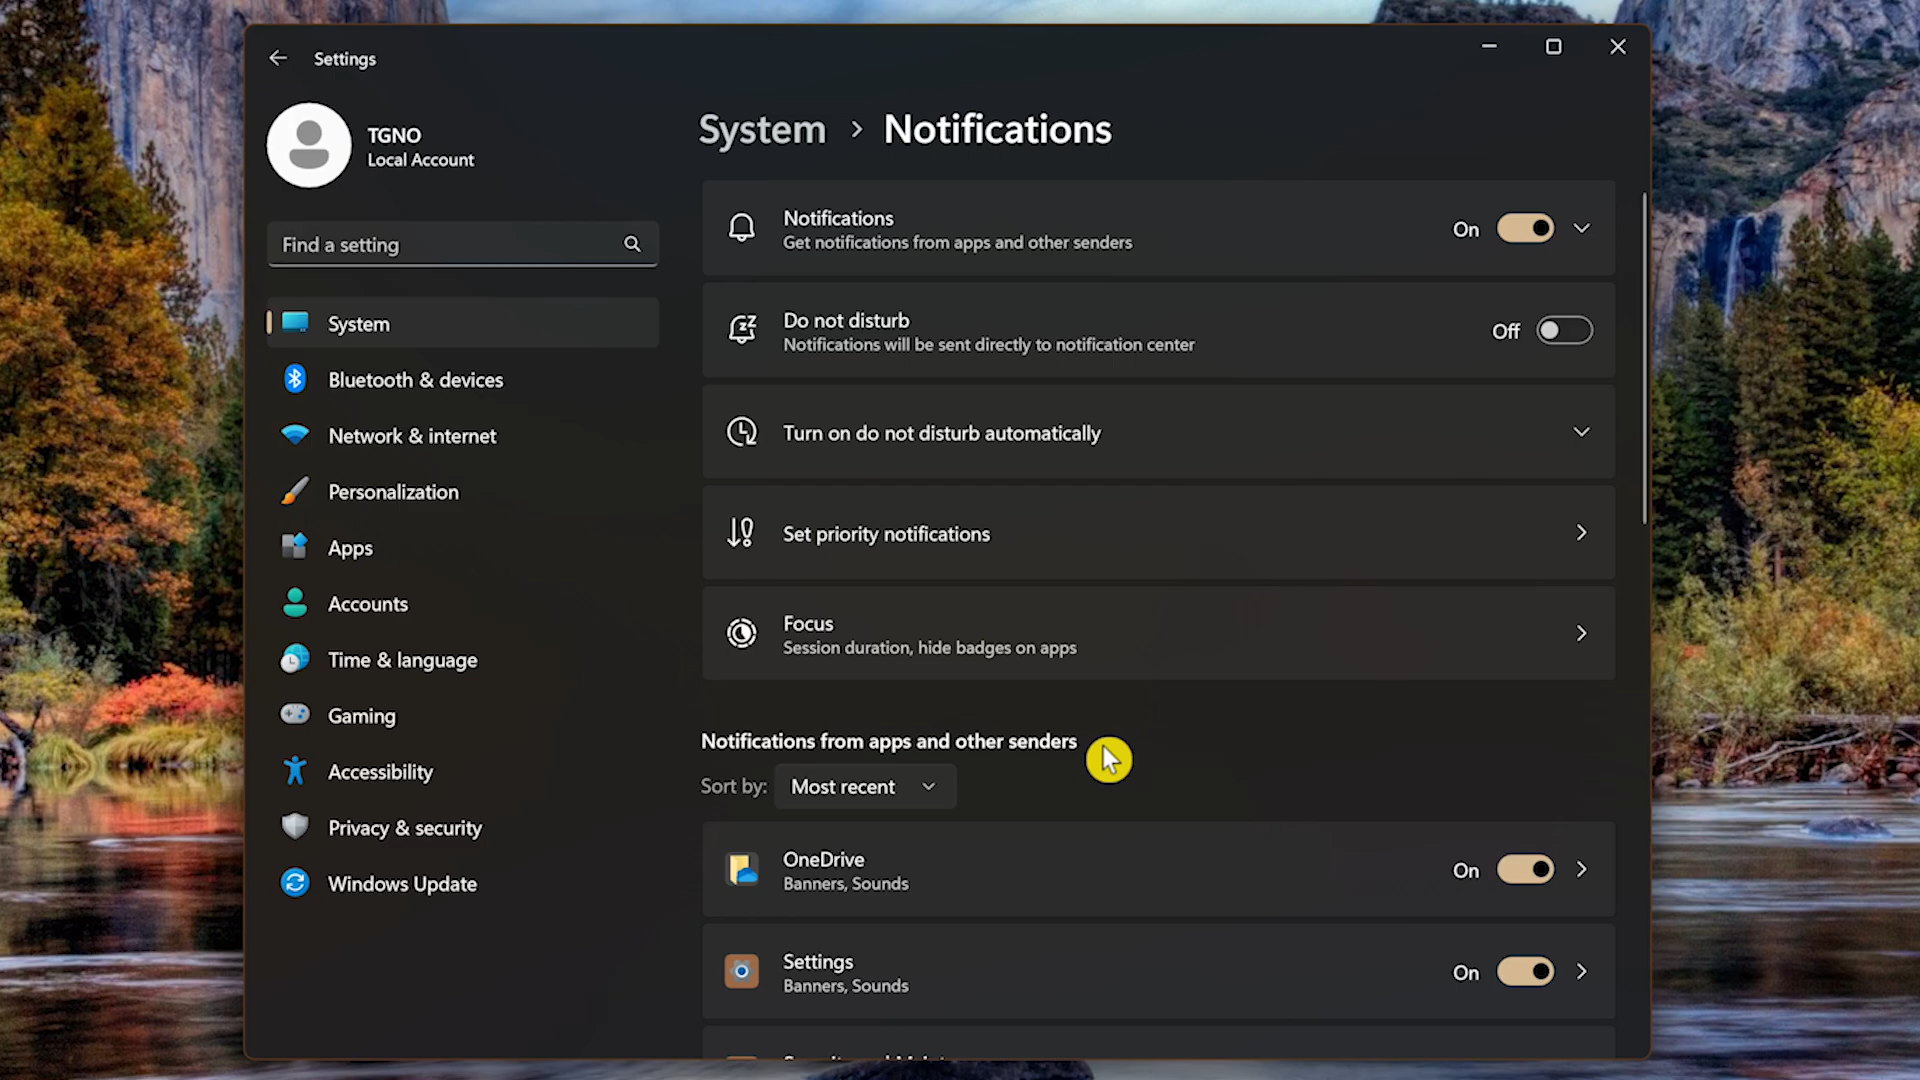 Settings
TGNO
Local Account
Find a setting
System
Bluetooth & devices
Network & internet
Personalization
Apps
Accounts
Time & language
Gaming
Accessibility
Privacy & security
Windows Update
System > Notifications
Notifications
Get notifications from apps and other senders
On
Do not disturb
Notifications will be sent directly to notification center
Off
Turn on do not disturb automatically
Set priority notifications
Focus
Session duration, hide badges on apps
Notifications from apps and other senders
Sort by: Most recent
OneDrive
Banners, Sounds
On
Settings
Banners, Sounds
On